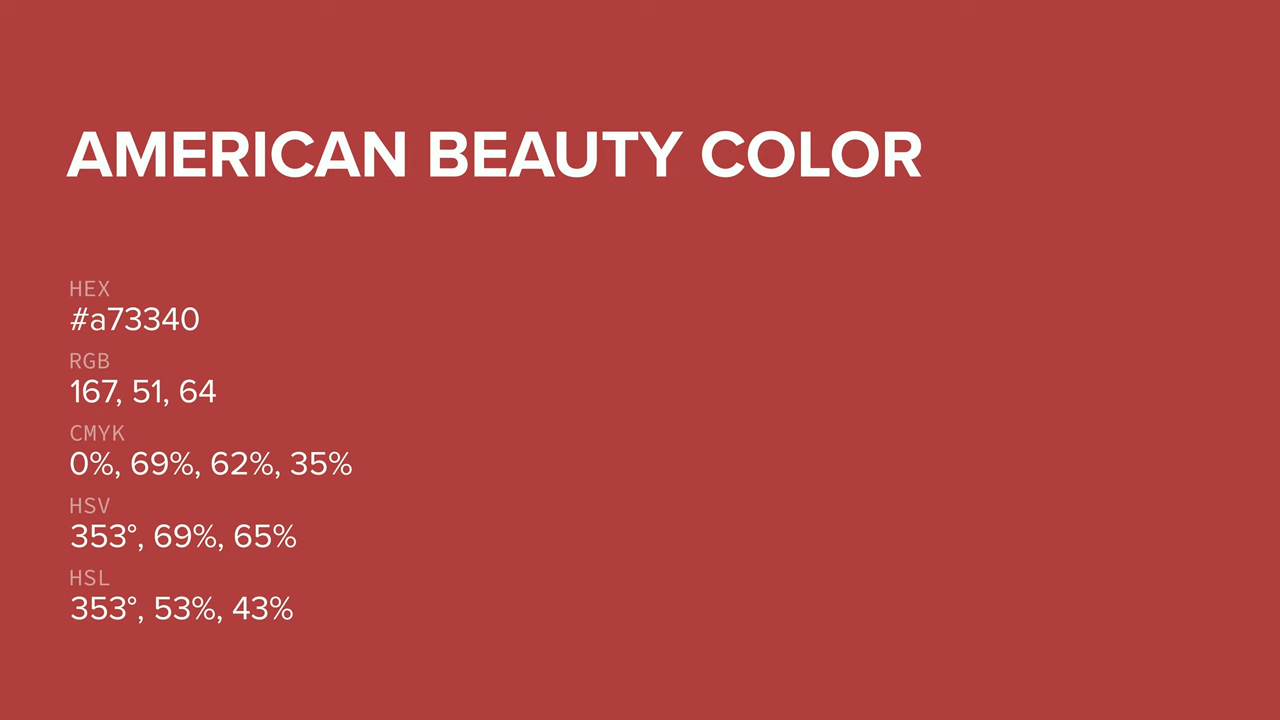 AMERICAN BEAUTY COLOR
HEX
#a73340
RGB
167, 51, 64
CMYK
0%, 69%, 62%, 35%
HSV
353°, 69%, 65%
HSL
353°, 53%, 43%